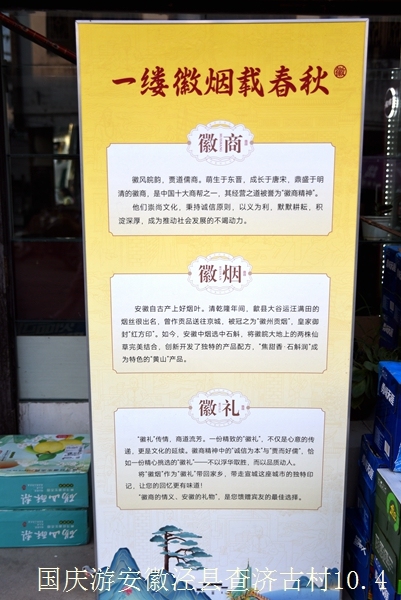 一缕徽烟载春秋
徽
徽商
徽风皖韵，贾道儒商。萌生于东晋，成长于唐宋，鼎盛于明
清的徽商，是中国十大商帮之一，其经营之道被誉为“徽商精神”。
他们崇尚文化，秉持诚信原则，以义为利，默默耕耘，积
淀深厚，成为推动社会发展的不竭动力。
徽烟
安徽自古产上好烟叶。清乾隆年间，歙县大谷运汪满田的
烟丝很出名，曾作贡品送往京城，被冠之为“徽州贡烟”，皇家御
封“红方印”。如今，安徽中烟选中石斛，将徽皖大地上的两株仙
草完美结合，创新开发了独特的产品配方，“焦甜香·石斛润”成
为特色的“黄山”产品。
徽礼
“徽礼”传情，商道流芳。一份精致的“徽礼”，不仅是心意的传
递，更是文化的延续。徽商精神中的“诚信为本”与“贾而好儒”，恰
如一份精心挑选的“徽礼”——不以浮华取胜，而以品质动人。
将“徽烟”作为“徽礼”带回家乡，带走宣城这座城市的独特印
记，让您的回忆更有味道！
“徽商的情义、安徽的礼物”，是您馈赠宾友的最佳选择。
国庆游安徽泾县查济古村10.4